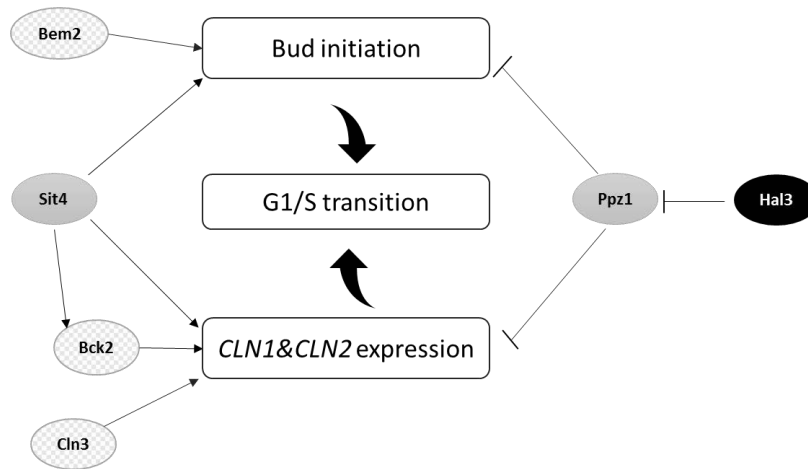 Bem2
Bud initiation
Sit4
G1/S transition
Ppz1
Hal3
Bck2
CLN1&CLN2 expression
Cln3